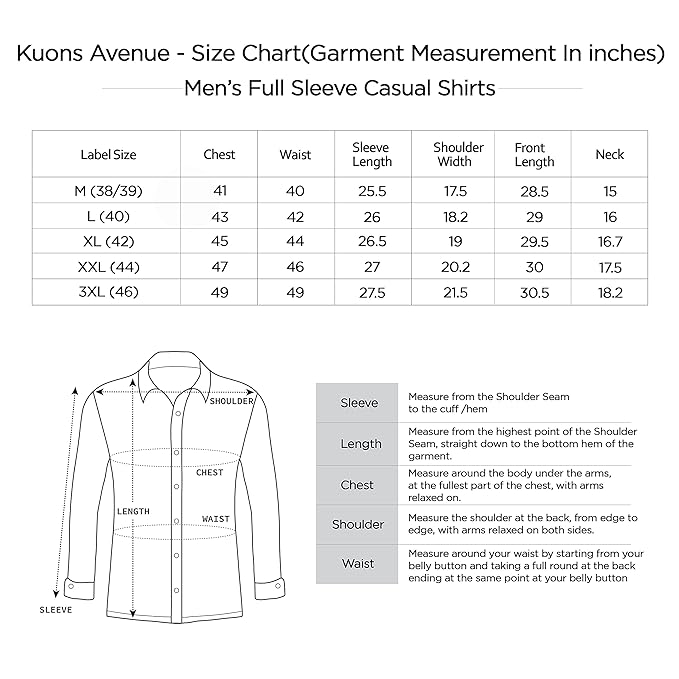 Kuons Avenue - Size Chart(Garment Measurement In inches)
Men's Full Sleeve Casual Shirts
Label Size Chest Waist Sleeve Length Shoulder Width Front Length Neck
M (38/39) 41 40 25.5 17.5 28.5 15
L (40) 43 42 26 18.2 29 16
XL (42) 45 44 26.5 19 29.5 16.7
XXL (44) 47 46 27 20.2 30 17.5
3XL (46) 49 49 27.5 21.5 30.5 18.2
SHOULDER
CHEST
LENGTH
WAIST
SLEEVE
Sleeve
Measure from the Shoulder Seam
to the cuff /hem
Length
Measure from the highest point of the Shoulder
Seam, straight down to the bottom hem of the
garment.
Chest
Measure around the body under the arms,
at the fullest part of the chest, with arms
relaxed on.
Shoulder
Measure the shoulder at the back, from edge to
edge, with arms relaxed on both sides.
Waist
Measure around your waist by starting from your
belly button and taking a full round at the back
ending at the same point at your belly button